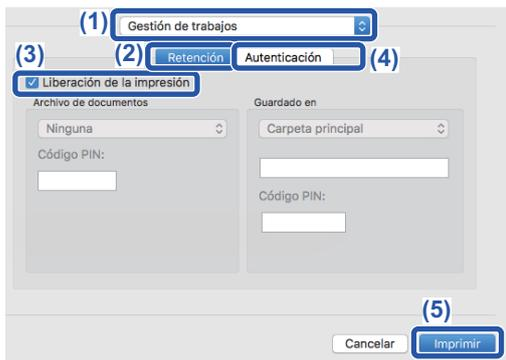 (1) Gestión de trabajos
(2) Retención Autenticación (4)
(3)
Liberación de la impresión
Archivo de documentos Guardado en
Ninguna Carpeta principal
Código PIN:
Código PIN:
(5)
Cancelar Imprimir